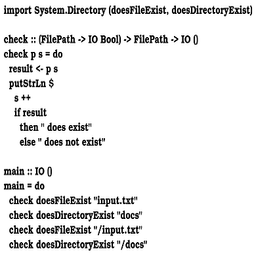 import System.Directory (doesFileExist, doesDirectoryExist)

check :: (FilePath -> IO Bool) -> FilePath -> IO ()
check p s = do
  result <- p s
  putStrLn $
    s ++
    if result
      then " does exist"
      else " does not exist"

main :: IO ()
main = do
  check doesFileExist "input.txt"
  check doesDirectoryExist "docs"
  check doesFileExist "/input.txt"
  check doesDirectoryExist "/docs"